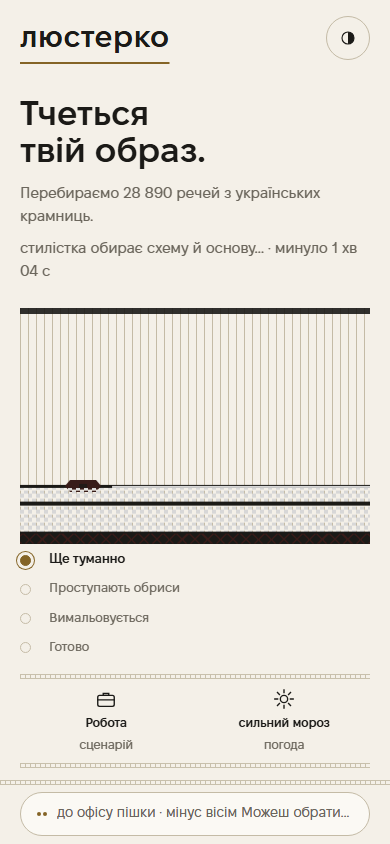 люстерко
Тчеться
твій образ.
Перебираємо 28 890 речей з українських
крамниць.
стилістка обирає схему й основу... · минуло 1 хв
04 с
Ще туманно
Проступають обриси
Вимальовується
Готово
Робота
сценарій
сильний мороз
погода
до офісу пішки · мінус вісім Можеш обрати...